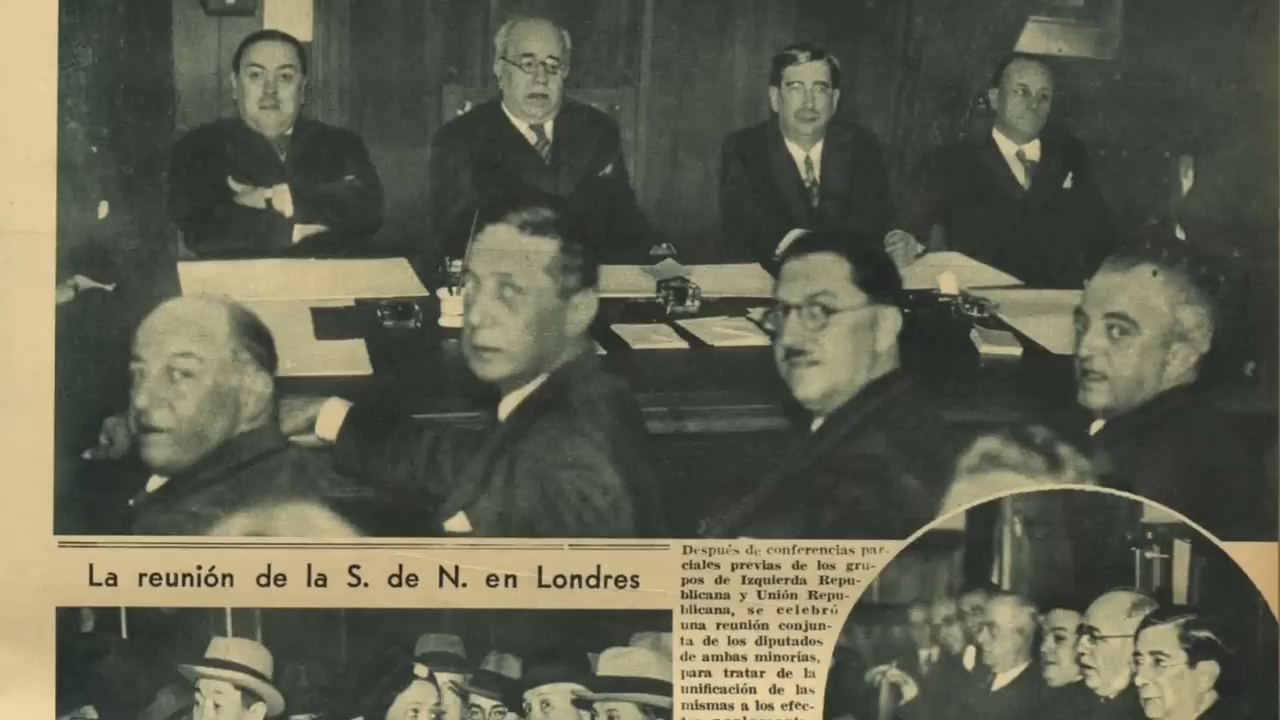 La reunión de la S. de N. en Londres
Después de conferencias par-
ciales previas de los gru-
pos de Izquierda Repu-
blicana y Unión Repu-
blicana, se celebró
una reunión conjun-
ta de los diputados
de ambas minorías,
para tratar de la
unificación de las
mismas a los efec-